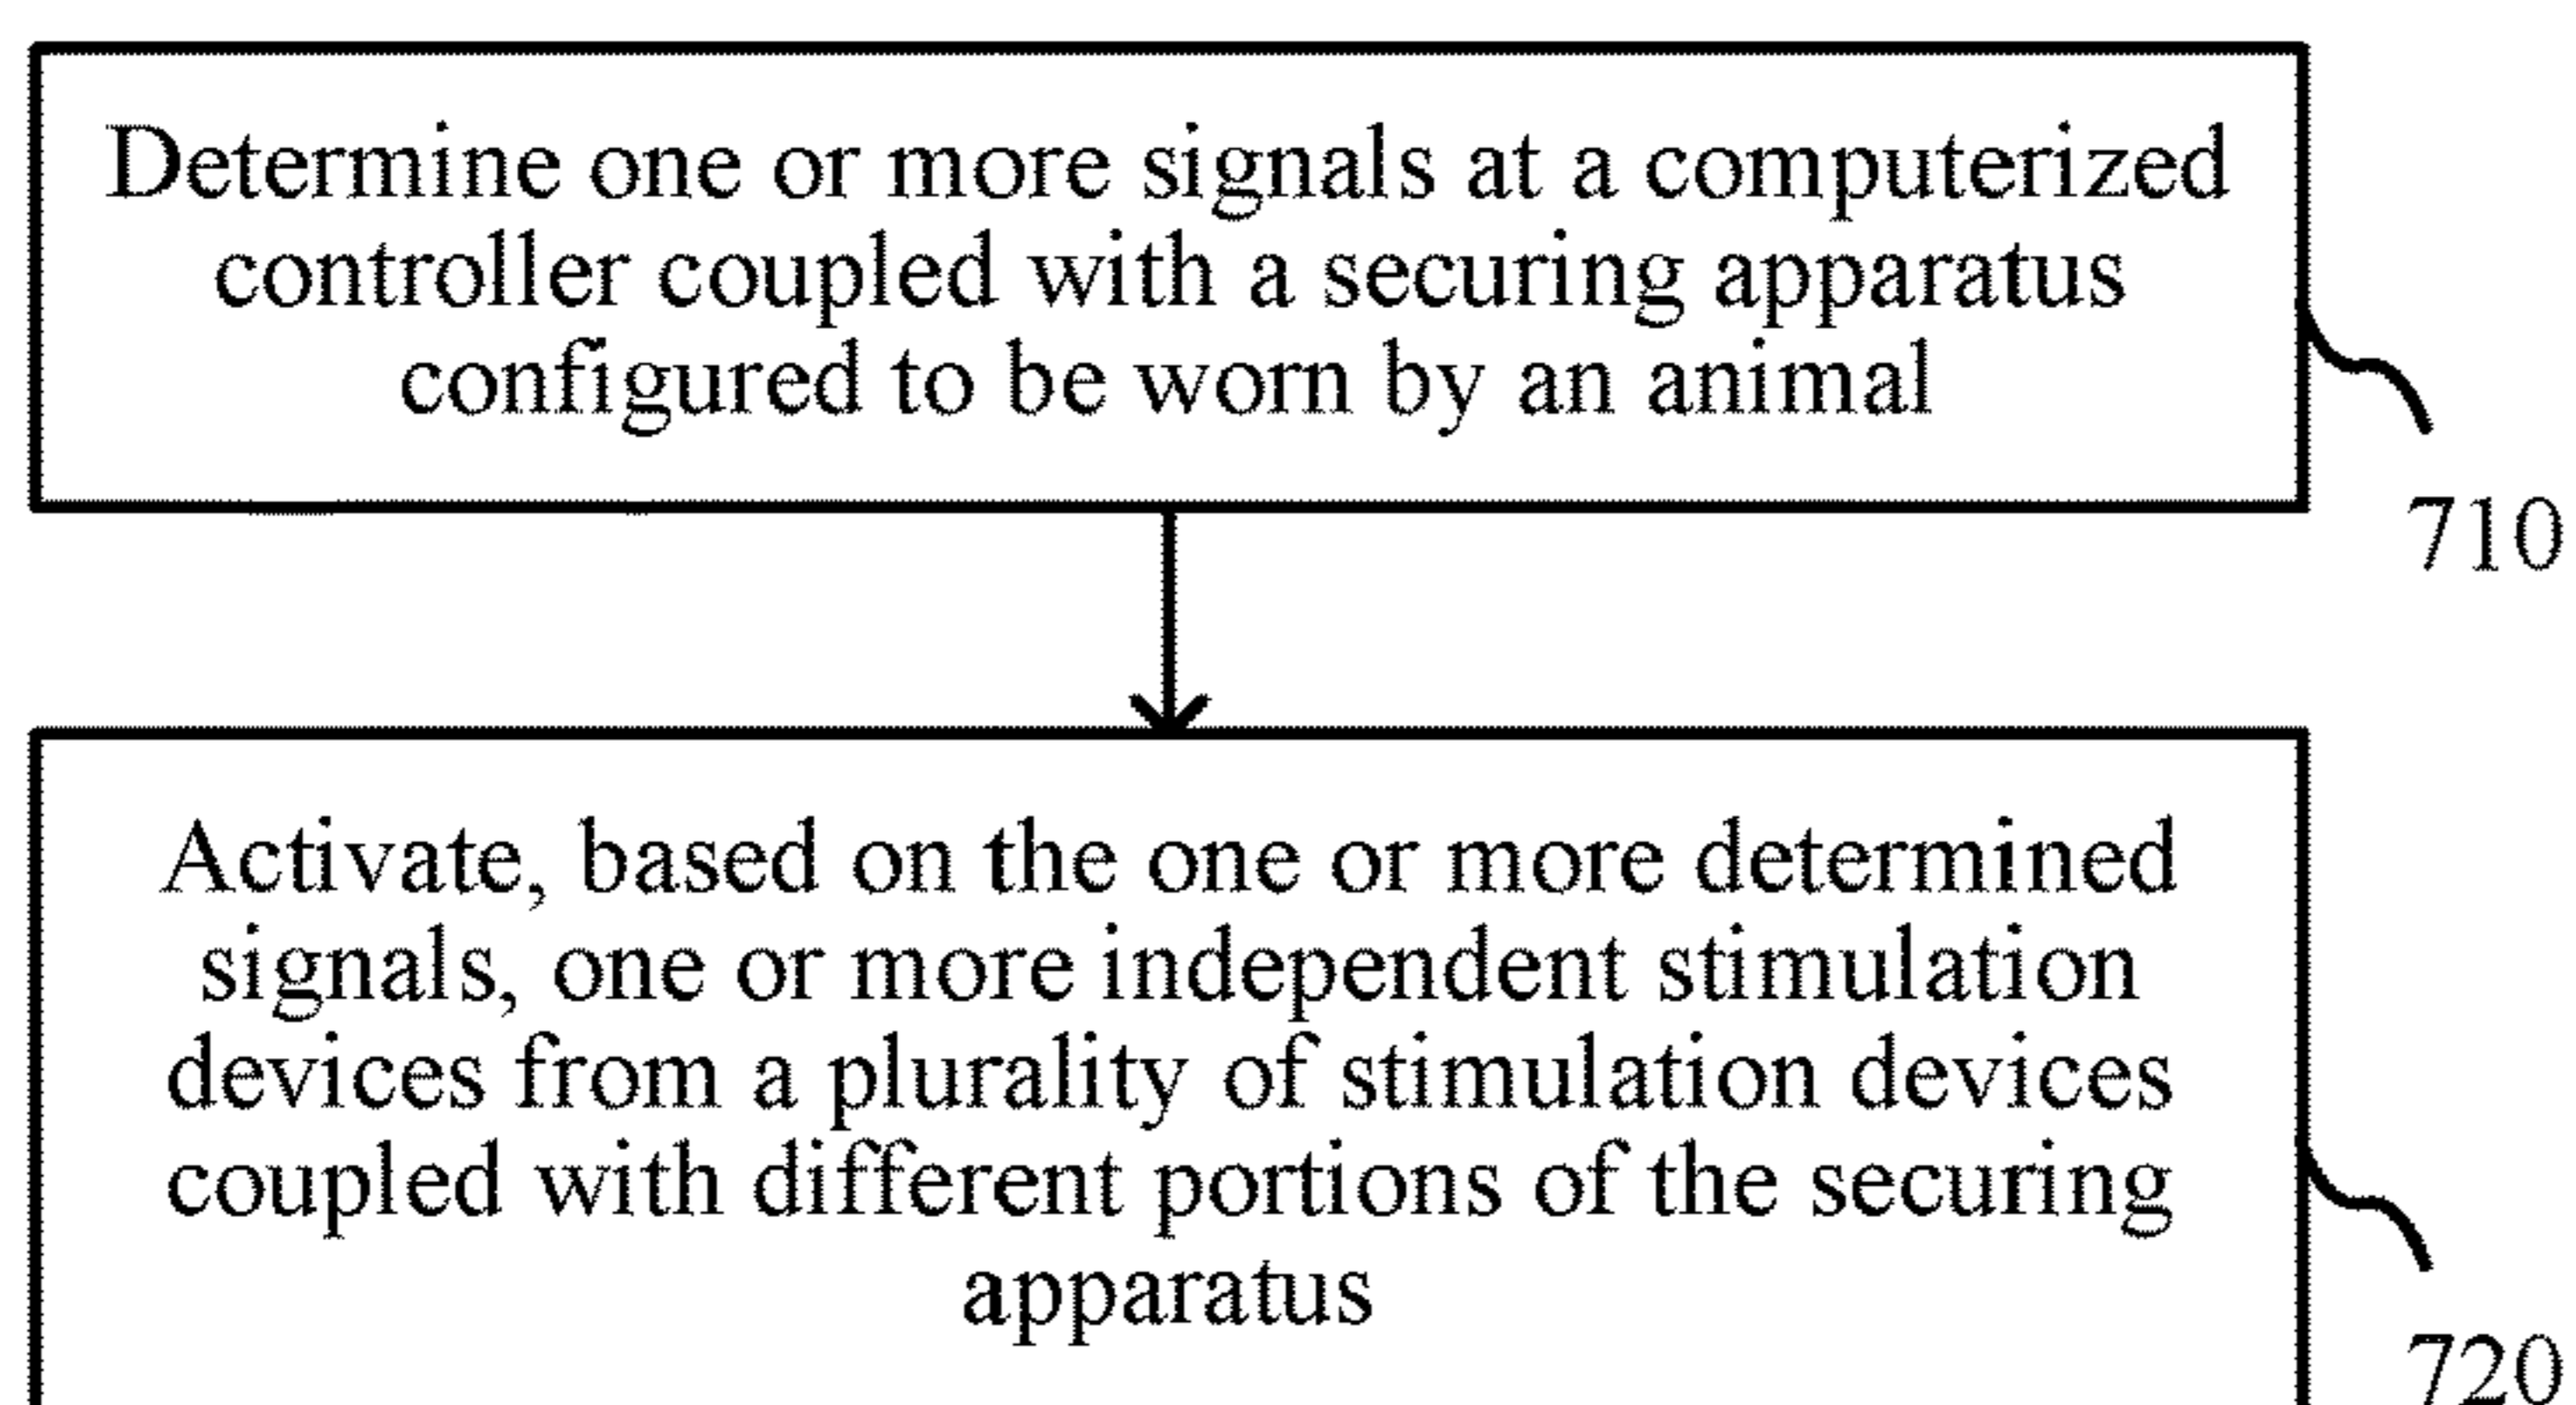 Determine one or more signals at a computerized
controller coupled with a securing apparatus
configured to be worn by an animal
710
Activate, based on the one or more determined
signals, one or more independent stimulation
devices from a plurality of stimulation devices
coupled with different portions of the securing
apparatus
720